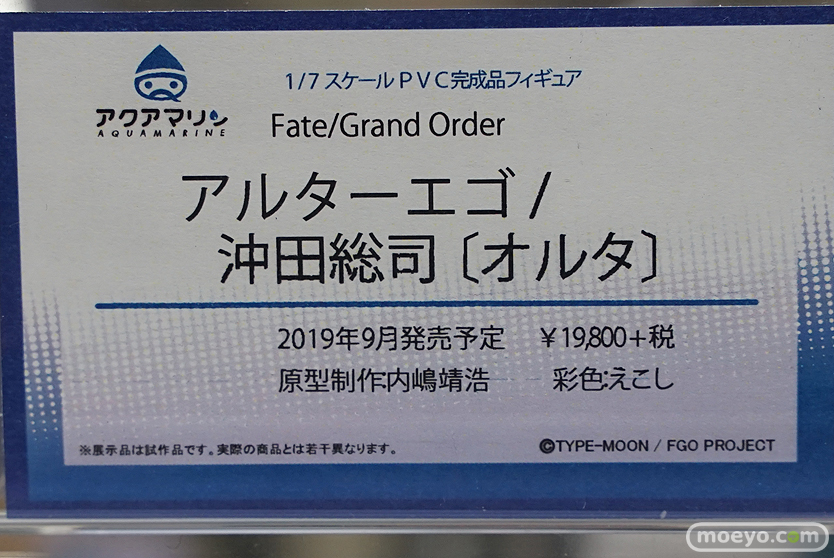 1/7 スケールPVC完成品フィギュア
アクアマリン
AQUAMARINE
Fate/Grand Order
アルターエゴ/
沖田総司〔オルタ〕
2019年9月発売予定 ¥19,800+税
原型制作:内嶋靖浩 彩色:えこし
※展示品は試作品です。実際の商品とは若干異なります。
©TYPE-MOON / FGO PROJECT
moeyo.com